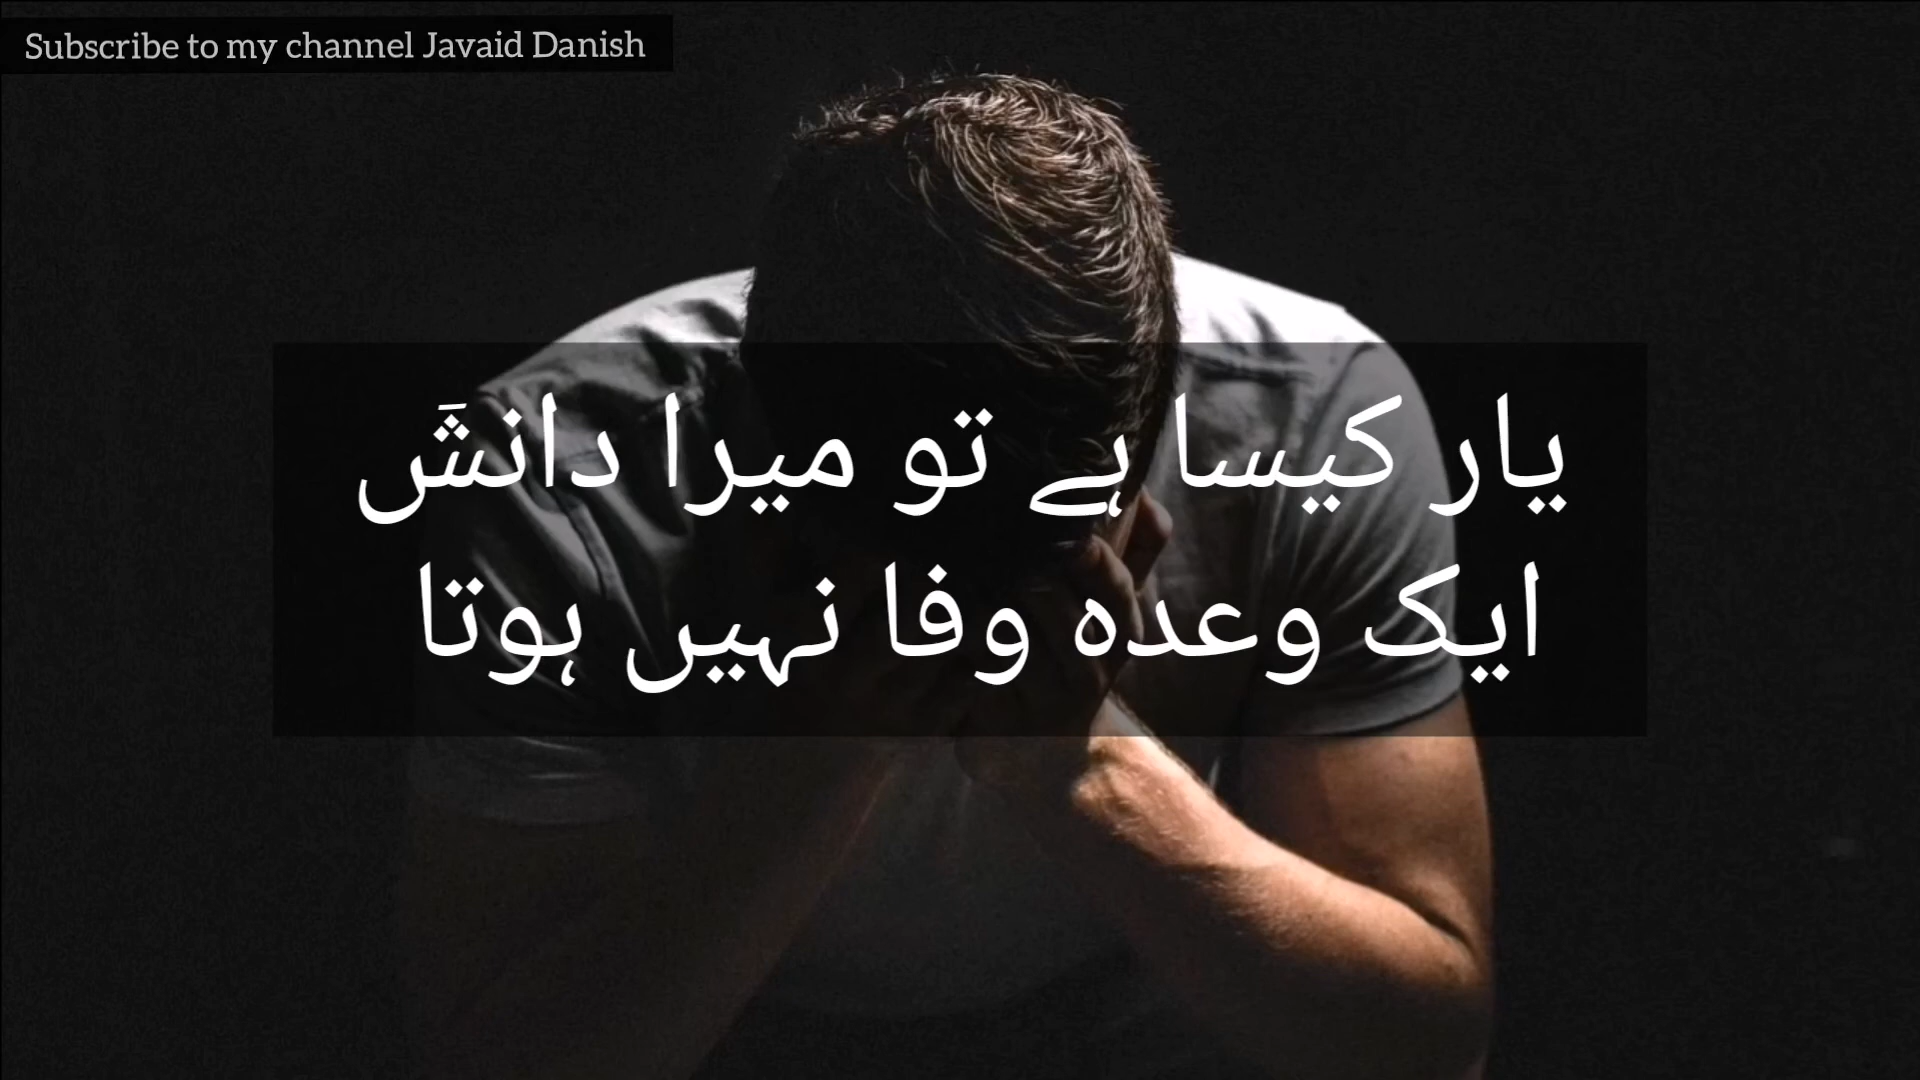 Subscribe to my channel Javaid Danish
یار کیسا ہے تو میرا دانشؔ
ایک وعدہ وفا نہیں ہوتا